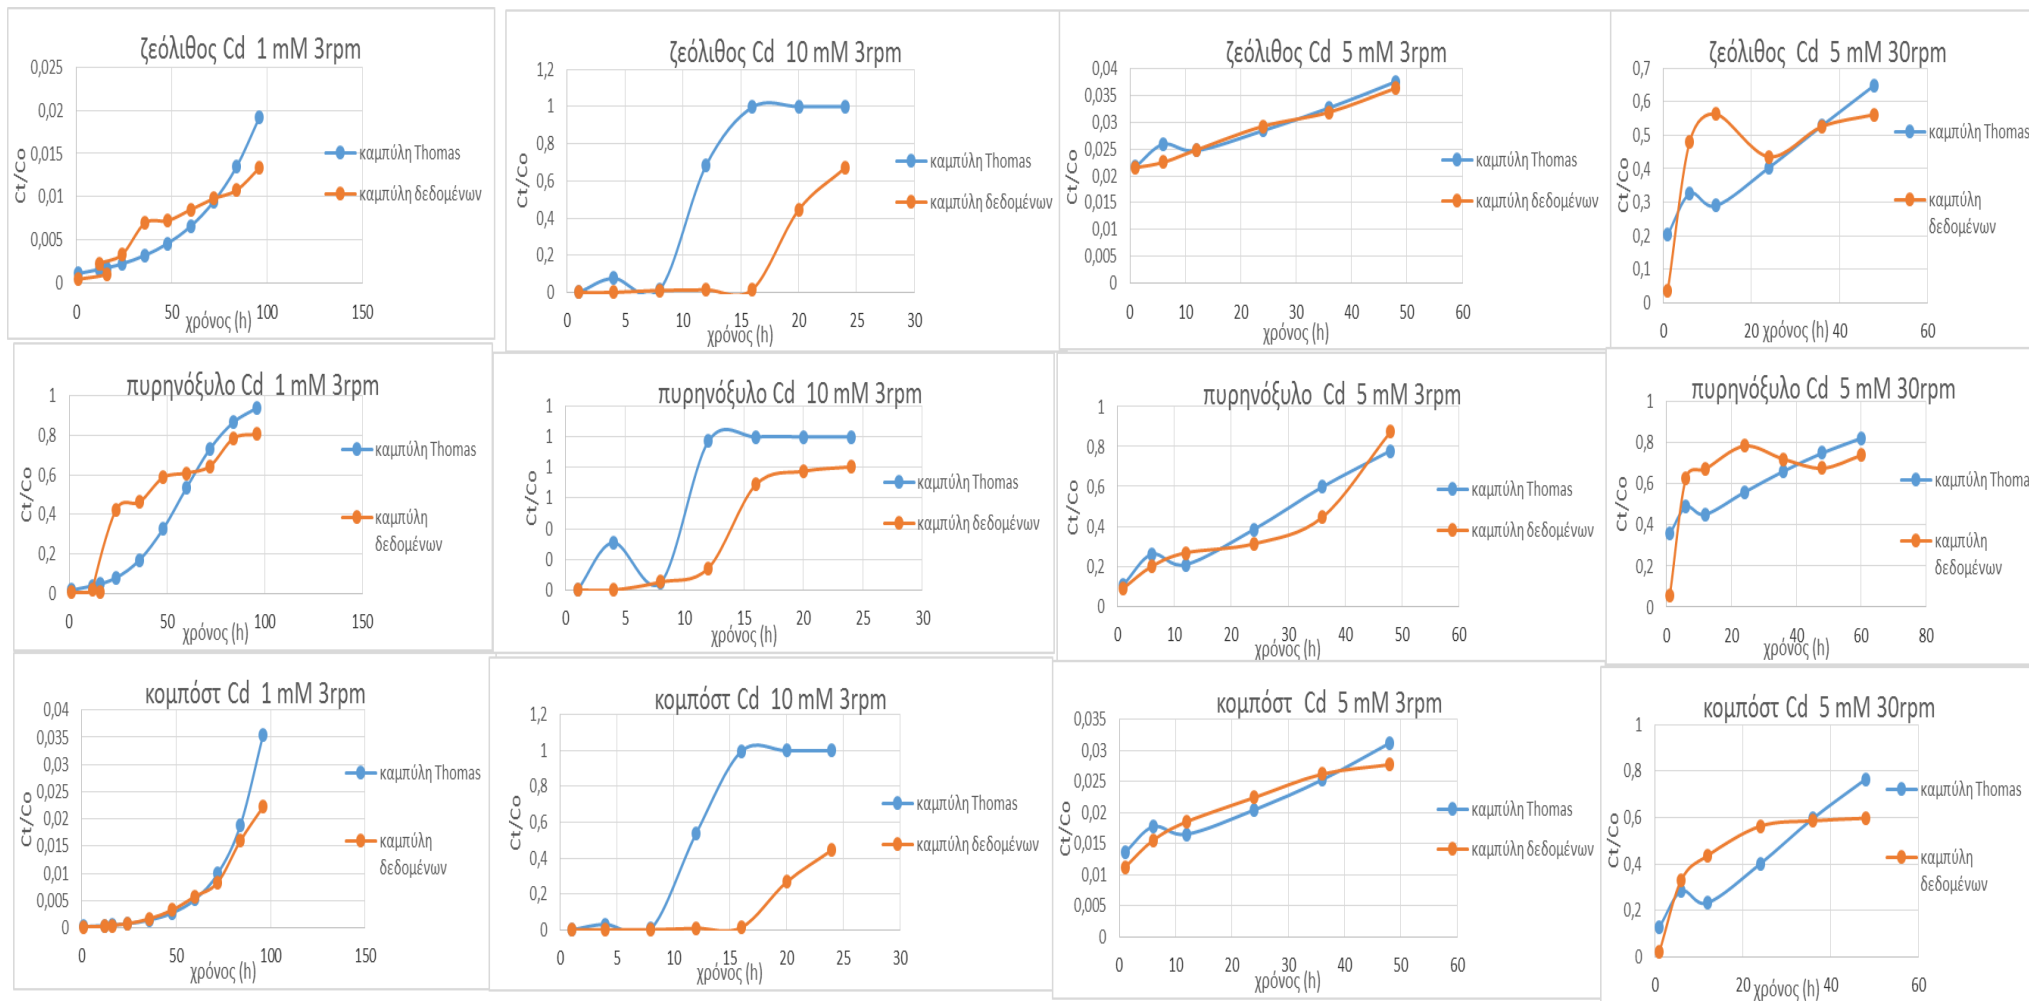 ζεόλιθος Cd 1 mM 3rpm
0,025
0,02
0,015
0,01
0,005
0
Ct/Co
0 50 100 150
χρόνος (h)
καμπύλη Thomas
καμπύλη δεδομένων
ζεόλιθος Cd 10 mM 3rpm
1,2
1
0,8
0,6
0,4
0,2
0
Ct/Co
0 5 10 15 20 25 30
χρόνος (h)
καμπύλη Thomas
καμπύλη δεδομένων
ζεόλιθος Cd 5 mM 3rpm
0,04
0,035
0,03
0,025
0,02
0,015
0,01
0,005
0
Ct/Co
0 10 20 30 40 50 60
χρόνος (h)
καμπύλη Thomas
καμπύλη δεδομένων
ζεόλιθος Cd 5 mM 30rpm
0,7
0,6
0,5
0,4
0,3
0,2
0,1
0
Ct/Co
0 20 40 60
χρόνος (h)
καμπύλη Thomas
καμπύλη
δεδομένων
πυρηνόξυλο Cd 1 mM 3rpm
1
0,8
0,6
0,4
0,2
0
Ct/Co
0 50 100 150
χρόνος (h)
καμπύλη Thomas
καμπύλη
δεδομένων
πυρηνόξυλο Cd 10 mM 3rpm
1
1
1
1
0
0
0
Ct/Co
0 5 10 15 20 25 30
χρόνος (h)
καμπύλη Thomas
καμπύλη δεδομένων
πυρηνόξυλο Cd 5 mM 3rpm
1
0,8
0,6
0,4
0,2
0
Ct/Co
0 10 20 30 40 50 60
χρόνος (h)
καμπύλη Thomas
καμπύλη δεδομένων
πυρηνόξυλο Cd 5 mM 30rpm
1
0,8
0,6
0,4
0,2
0
Ct/Co
0 20 40 60 80
χρόνος (h)
καμπύλη Thomas
καμπύλη
δεδομένων
κομπόστ Cd 1 mM 3rpm
0,04
0,035
0,03
0,025
0,02
0,015
0,01
0,005
0
Ct/Co
0 50 100 150
χρόνος (h)
καμπύλη Thomas
καμπύλη
δεδομένων
κομπόστ Cd 10 mM 3rpm
1,2
1
0,8
0,6
0,4
0,2
0
Ct/Co
0 5 10 15 20 25 30
χρόνος (h)
καμπύλη Thomas
καμπύλη δεδομένων
κομπόστ Cd 5 mM 3rpm
0,035
0,03
0,025
0,02
0,015
0,01
0,005
0
Ct/Co
0 10 20 30 40 50 60
χρόνος (h)
καμπύλη Thomas
καμπύλη δεδομένων
κομπόστ Cd 5 mM 30rpm
1
0,8
0,6
0,4
0,2
0
Ct/Co
0 20 40 60
χρόνος (h)
καμπύλη Thomas
καμπύλη
δεδομένων